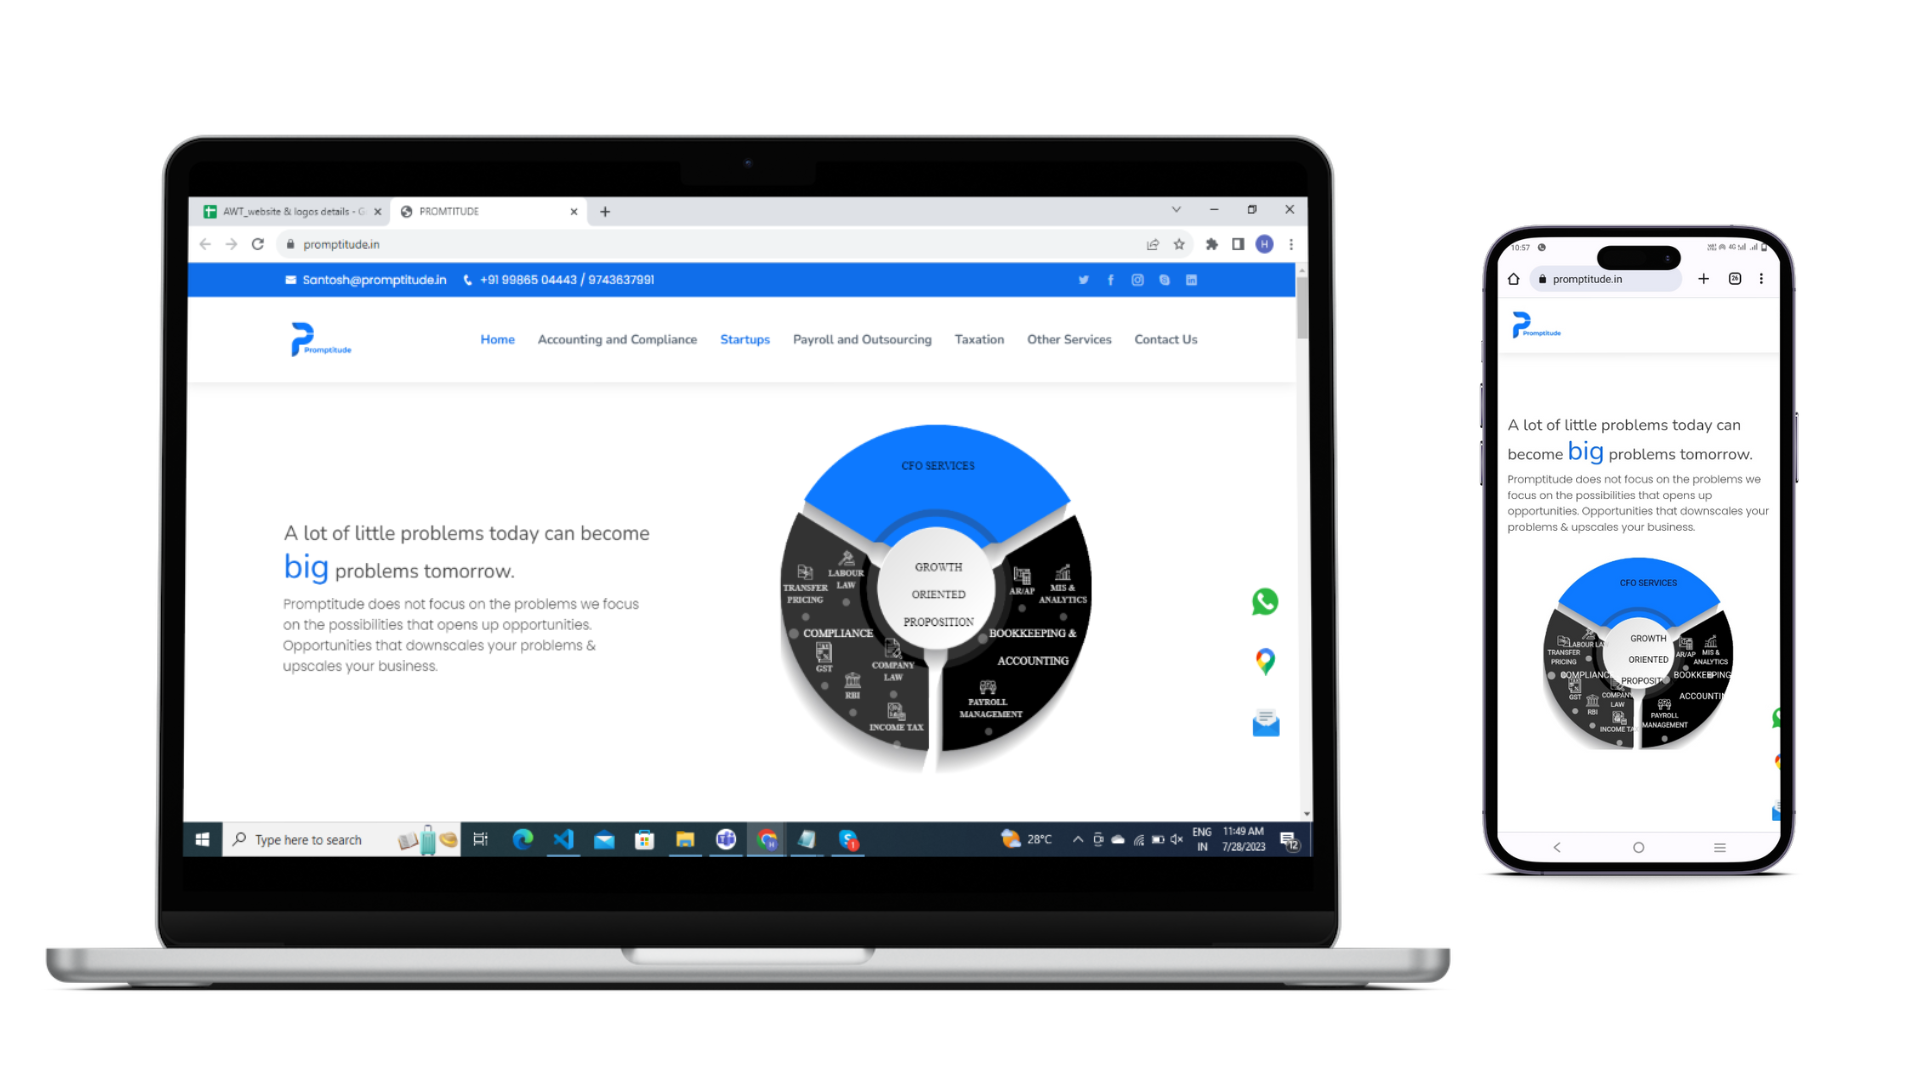 AWT_website & logos details - G
PROMTITUDE
promptitude.in
H
Santosh@promptitude.in +91 99865 04443 / 9743637991
Promptitude
Home Accounting and Compliance Startups Payroll and Outsourcing Taxation Other Services Contact Us
A lot of little problems today can become
big problems tomorrow.
Promptitude does not focus on the problems we focus
on the possibilities that opens up opportunities.
Opportunities that downscales your problems &
upscales your business.
CFO SERVICES
GROWTH
ORIENTED
PROPOSITION
TRANSFER
PRICING
LABOUR
LAW
COMPLIANCE
GST
COMPANY
LAW
RBI
INCOME TAX
AR/AP
MIS &
ANALYTICS
BOOKKEEPING &
ACCOUNTING
PAYROLL
MANAGEMENT
Type here to search
28°C
ENG
IN
11:49 AM
7/28/2023
12
10:57
4G
promptitude.in
26
Promptitude
A lot of little problems today can
become big problems tomorrow.
Promptitude does not focus on the problems we
focus on the possibilities that opens up
opportunities. Opportunities that downscales your
problems & upscales your business.
CFO SERVICES
GROWTH
ORIENTED
PROPOSIT
TRANSFER
PRICING
LABOUR LA
COMPLIANC
GST
COMPANY
LAW
RBI
INCOME TA
AR/AP
MIS &
ANALYTICS
BOOKKEEPING
ACCOUNTIN
PAYROLL
MANAGEMENT